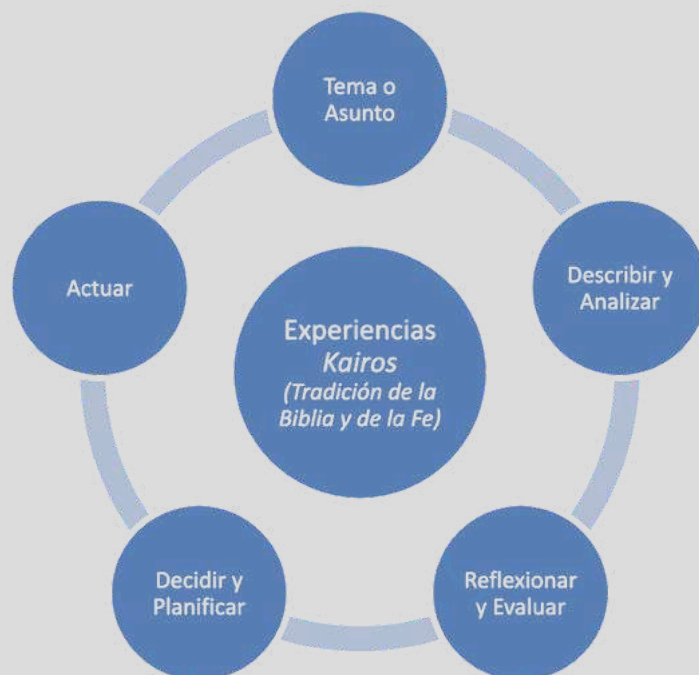 Tema o
Asunto
Describir y
Analizar
Reflexionar
y Evaluar
Decidir y
Planificar
Actuar
Experiencias
Kairos
(Tradición de la
Biblia y de la Fe)